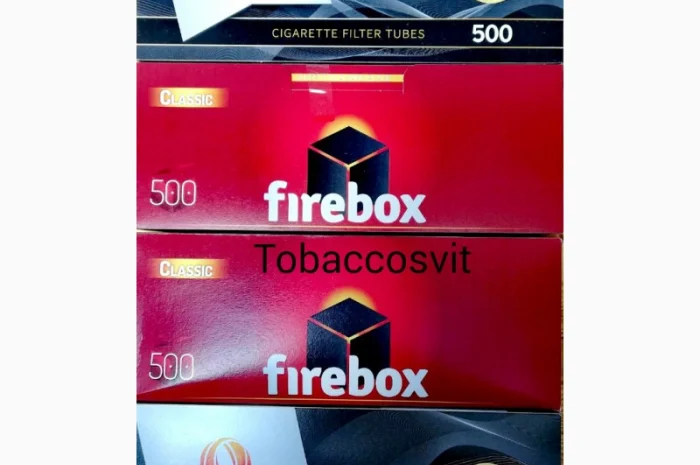 CIGARETTE FILTER TUBES 500
CLASSIC
500
firebox
Tobaccosvit
CLASSIC
500
firebox